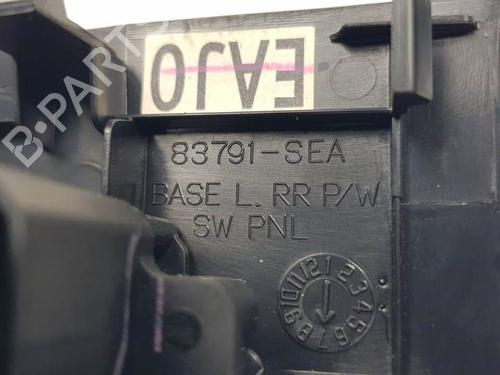 EAJ0
B-PARTS
83791-SEA
BASE L. RR P/W
SW PNL
1 2 3 4 5 6 7 8 9 10 11 12